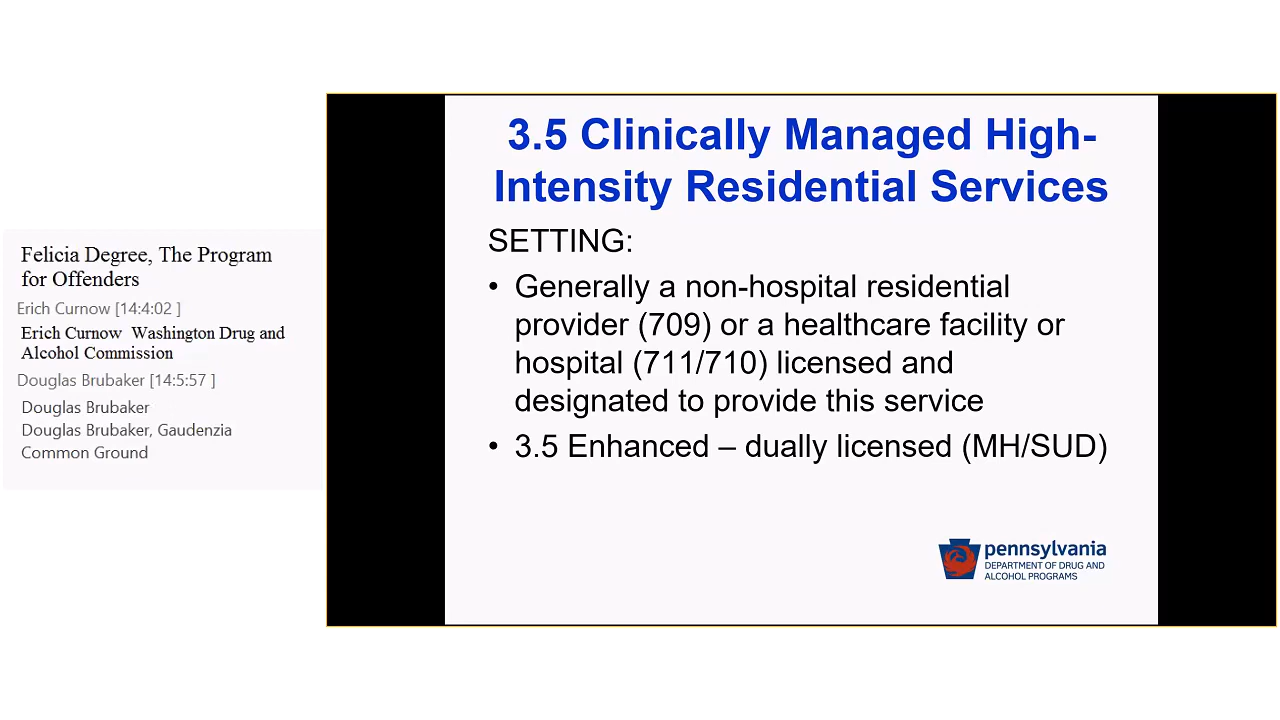 Felicia Degree, The Program
for Offenders
Erich Curnow [14:4:02 ]
Erich Curnow  Washington Drug and
Alcohol Commission
Douglas Brubaker [14:5:57 ]
Douglas Brubaker
Douglas Brubaker, Gaudenzia
Common Ground
3.5 Clinically Managed High-
Intensity Residential Services
SETTING:
• Generally a non-hospital residential
provider (709) or a healthcare facility or
hospital (711/710) licensed and
designated to provide this service
• 3.5 Enhanced – dually licensed (MH/SUD)
pennsylvania
DEPARTMENT OF DRUG AND
ALCOHOL PROGRAMS